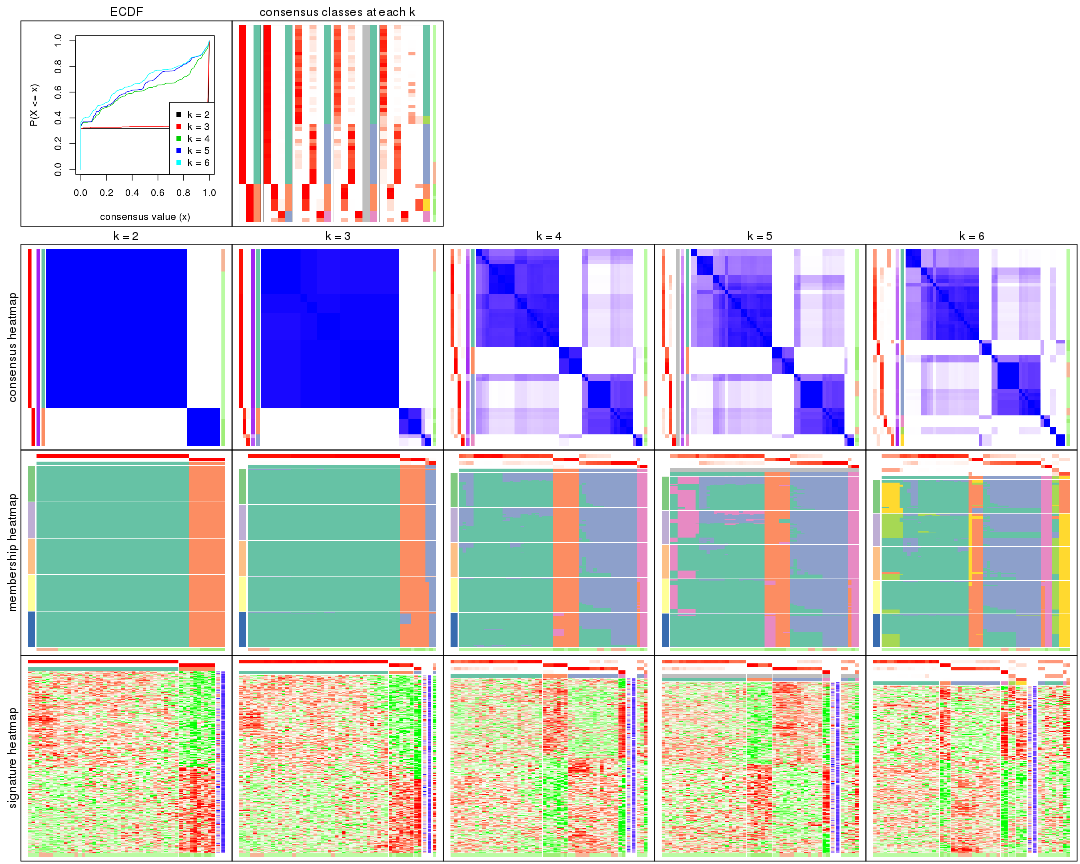 ECDF
consensus classes at each k
P(X <= x)
0.0 0.2 0.4 0.6 0.8 1.0
k = 2
k = 3
k = 4
k = 5
k = 6
0.0 0.2 0.4 0.6 0.8 1.0
consensus value (x)
k = 2
k = 3
k = 4
k = 5
k = 6
consensus heatmap
membership heatmap
signature heatmap